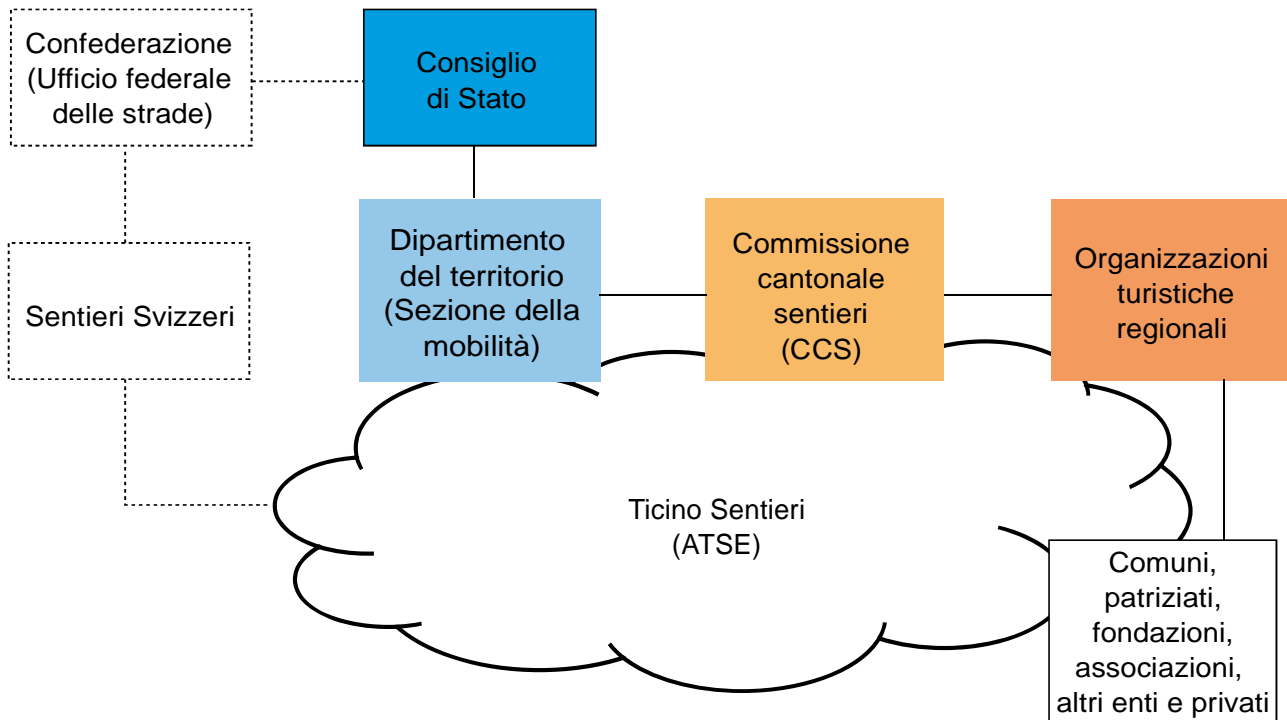 Confederazione
(Ufficio federale
delle strade)
Consiglio
di Stato
Sentieri Svizzeri
Dipartimento
del territorio
(Sezione della
mobilità)
Commissione
cantonale
sentieri
(CCS)
Organizzazioni
turistiche
regionali
Ticino Sentieri
(ATSE)
Comuni,
patriziati,
fondazioni,
associazioni,
altri enti e privati